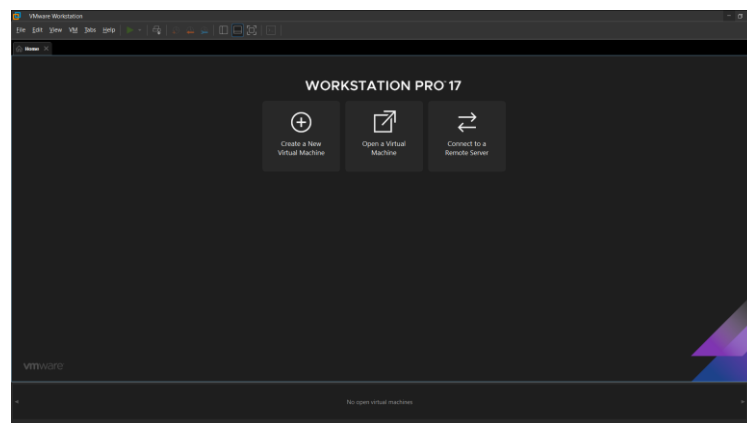 VMware Workstation
File Edit View VM Tabs Help
Home
WORKSTATION PRO™ 17
Create a New
Virtual Machine
Open a Virtual
Machine
Connect to a
Remote Server
vmware
No open virtual machines